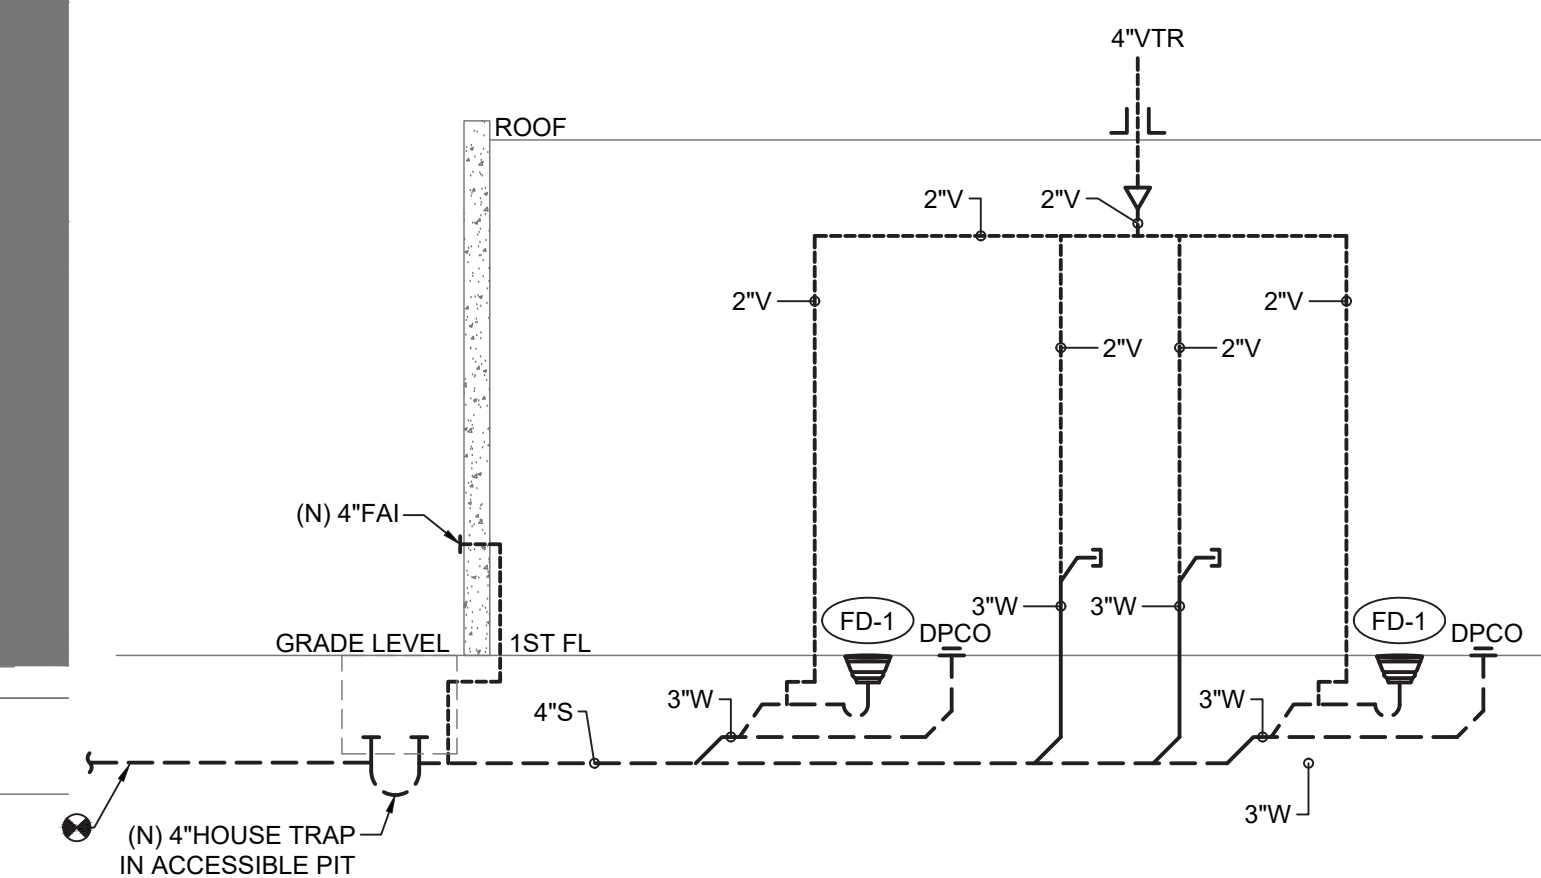 4"VTR
ROOF
2"V
2"V
2"V
2"V
2"V
2"V
(N) 4"FAI
3"W
3"W
FD-1
DPCO
FD-1
DPCO
GRADE LEVEL
1ST FL
3"W
3"W
4"S
3"W
(N) 4"HOUSE TRAP
IN ACCESSIBLE PIT